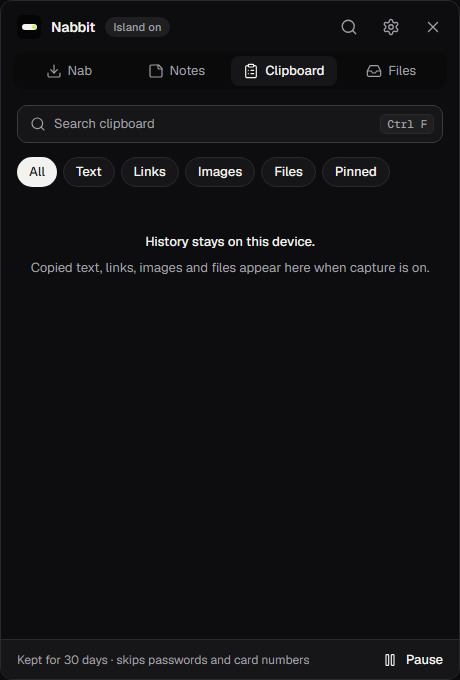 Nabbit Island on
Nab Notes Clipboard Files
Search clipboard Ctrl F
All Text Links Images Files Pinned
History stays on this device.
Copied text, links, images and files appear here when capture is on.
Kept for 30 days · skips passwords and card numbers Pause